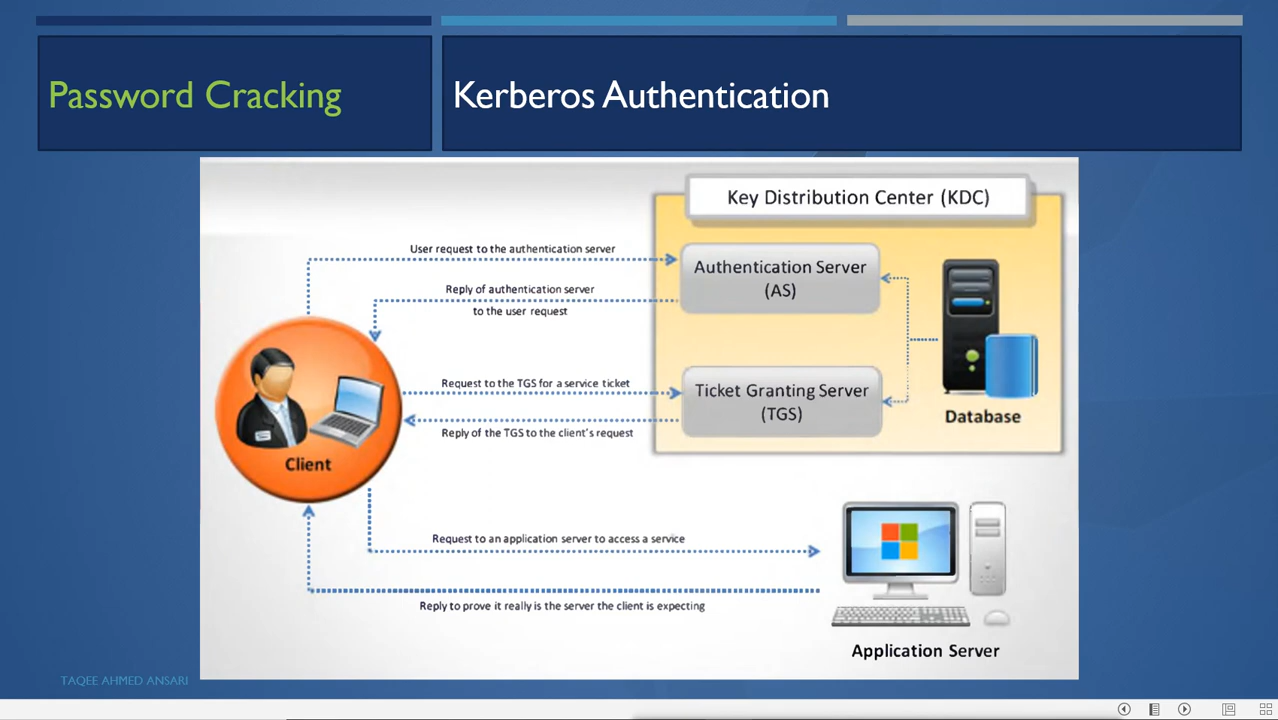 Password Cracking
Kerberos Authentication
Key Distribution Center (KDC)
User request to the authentication server
Authentication Server
(AS)
Reply of authentication server
to the user request
Request to the TGS for a service ticket
Ticket Granting Server
(TGS)
Reply of the TGS to the client's request
Database
Client
Request to an application server to access a service
Reply to prove it really is the server the client is expecting
Application Server
TAQEE AHMED ANSARI